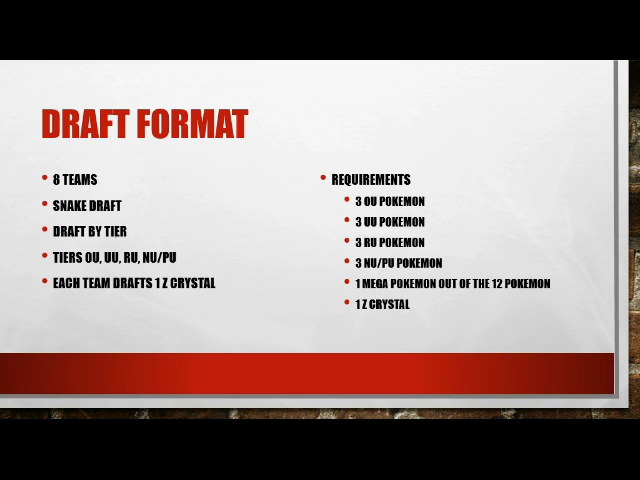 DRAFT FORMAT
8 TEAMS
SNAKE DRAFT
DRAFT BY TIER
TIERS OU, UU, RU, NU/PU
EACH TEAM DRAFTS 1 Z CRYSTAL
REQUIREMENTS
3 OU POKEMON
3 UU POKEMON
3 RU POKEMON
3 NU/PU POKEMON
1 MEGA POKEMON OUT OF THE 12 POKEMON
1 Z CRYSTAL